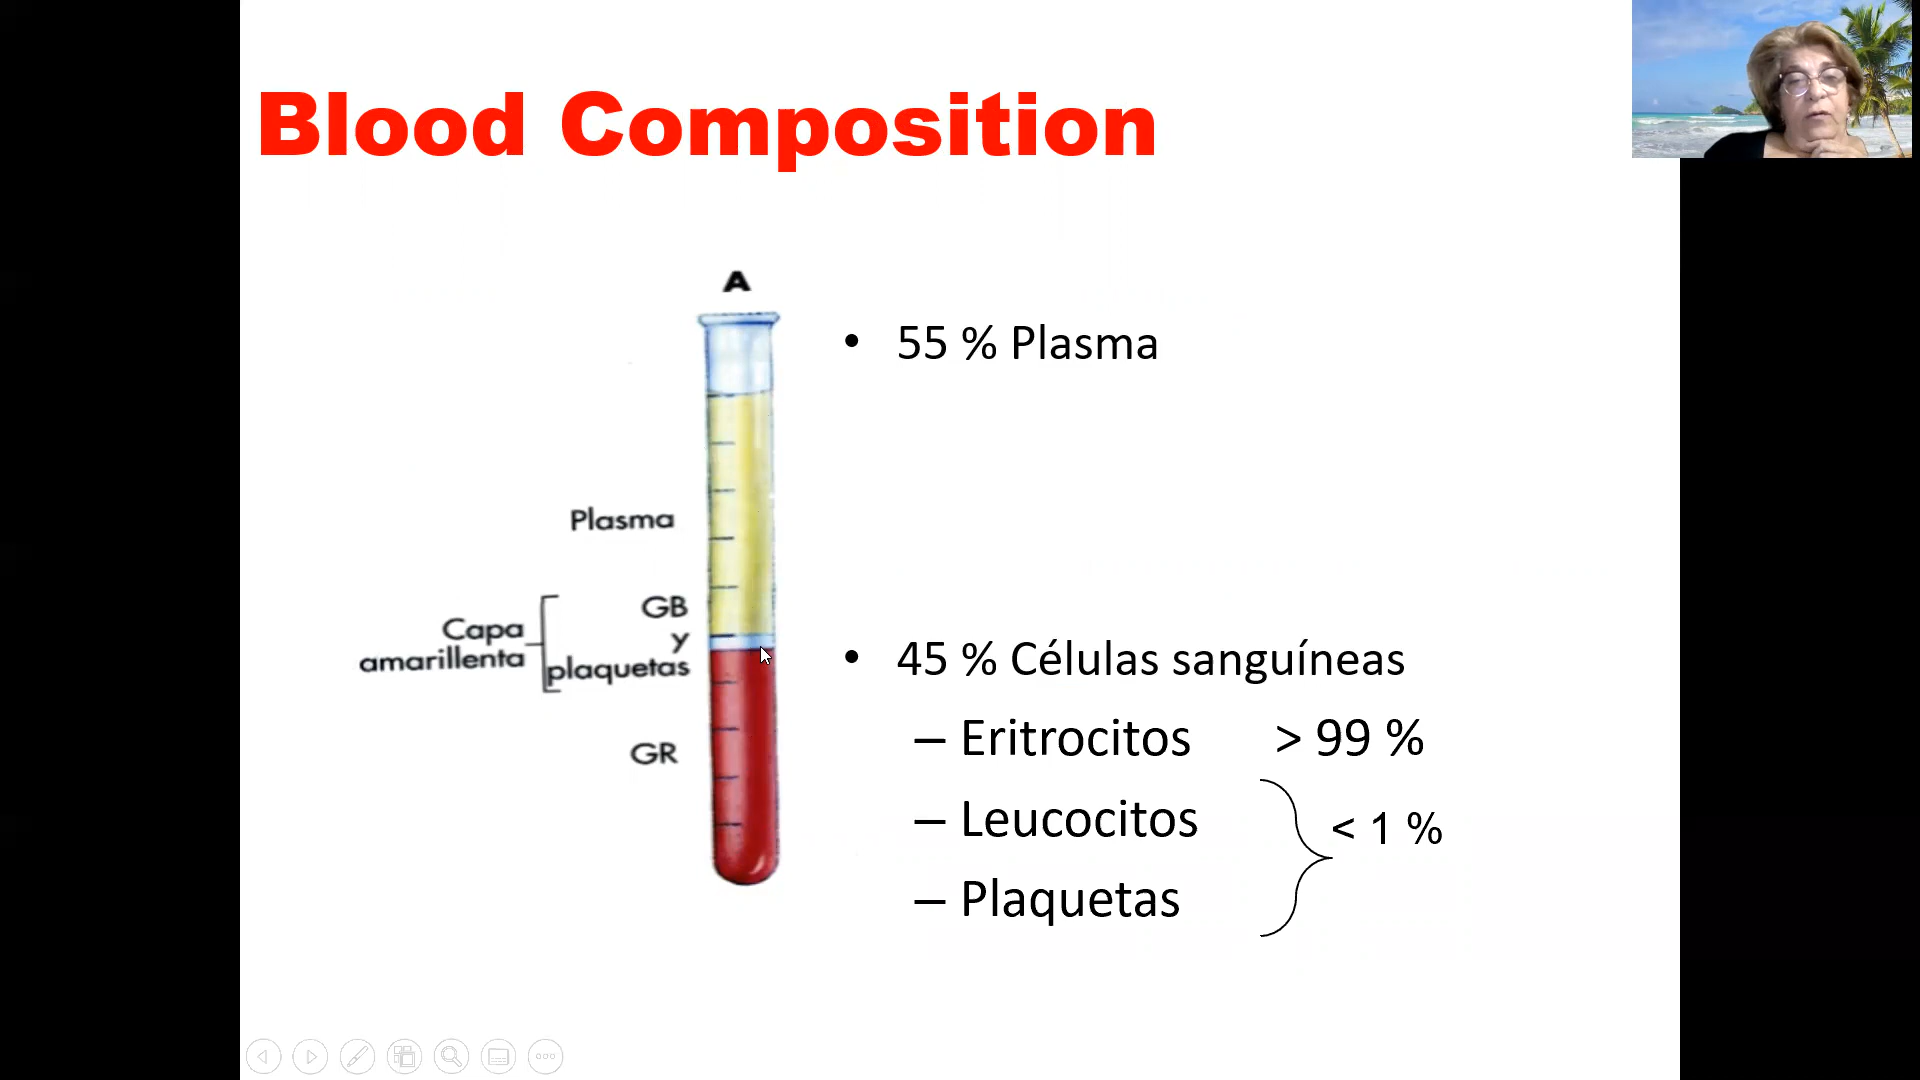 Blood Composition
A
• 55 % Plasma
Plasma
GB
y
plaquetas
Capa
amarillenta
GR
• 45 % Células sanguíneas
– Eritrocitos > 99 %
– Leucocitos
< 1 %
– Plaquetas